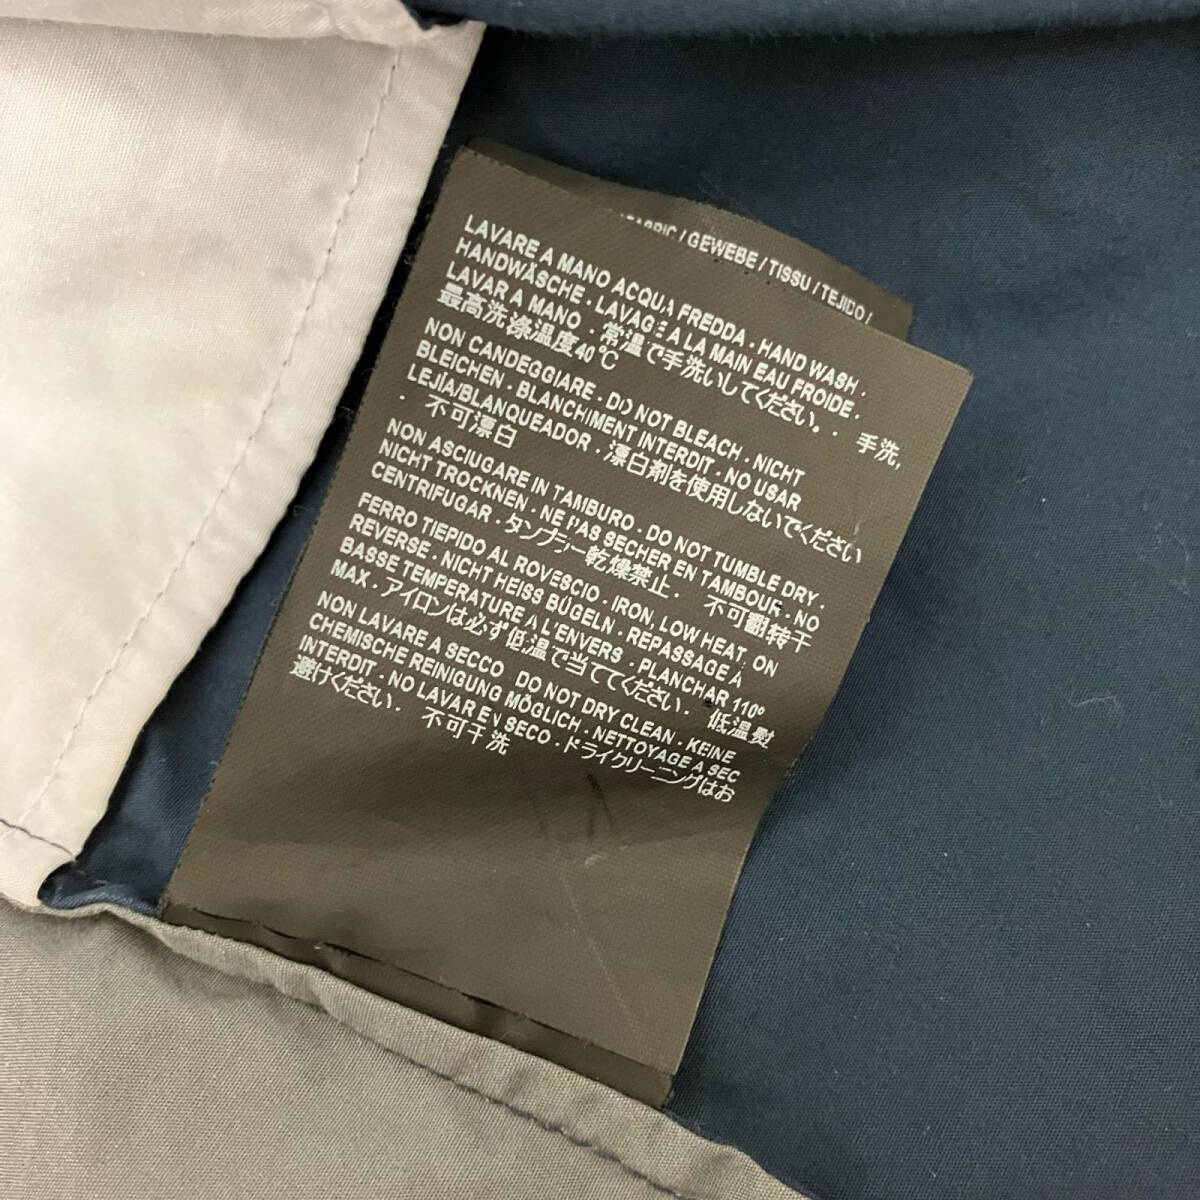 FABRIC / GEWEBE / TISSU / TEJIDO /
LAVARE A MANO ACQUA FREDDA · HAND WASH ·
HANDWÄSCHE · LAVAGE A LA MAIN EAU FROIDE ·
LAVAR A MANO · 常温で手洗いしてください。· 手洗,
最高洗涤温度40℃
NON CANDEGGIARE · DO NOT BLEACH · NICHT
BLEICHEN · BLANCHIMENT INTERDIT · NO USAR
LEJÍA/BLANQUEADOR · 漂白剤を使用しないでください
· 不可漂白
NON ASCIUGARE IN TAMBURO · DO NOT TUMBLE DRY ·
NICHT TROCKNEN · NE PAS SECHER EN TAMBOUR · NO
CENTRIFUGAR · タンブラー乾燥禁止 · 不可翻转干
FERRO TIEPIDO AL ROVESCIO · IRON, LOW HEAT, ON
REVERSE · NICHT HEISS BÜGELN · REPASSAGE À
BASSE TEMPERATURE A L'ENVERS · PLANCHAR 110º
MAX · アイロンは必ず低温で当ててください · 低温熨
NON LAVARE A SECCO DO NOT DRY CLEAN · KEINE
CHEMISCHE REINIGUNG MÖGLICH · NETTOYAGE A SEC
INTERDIT · NO LAVAR EN SECO · ドライクリーニングはお
避けください · 不可干洗